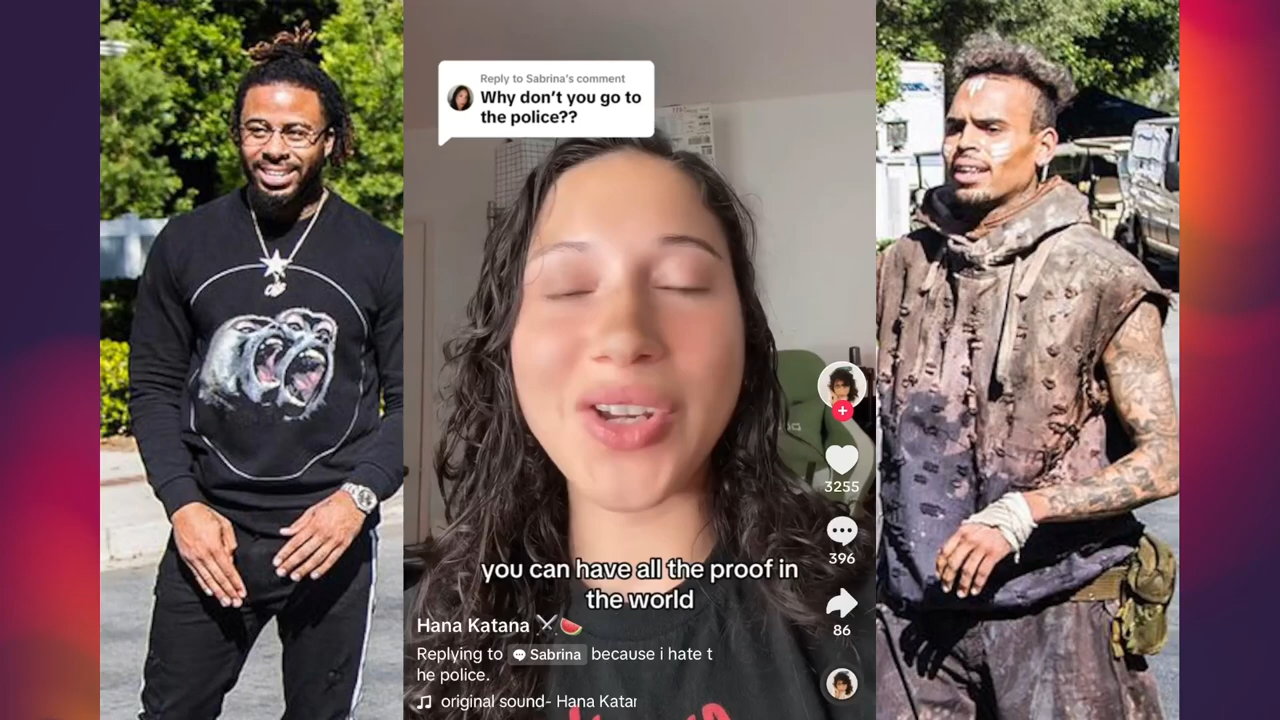 Reply to Sabrina's comment
Why don't you go to
the police??
3255
396
86
you can have all the proof in
the world
Hana Katana ⚔️🍉
Replying to 💬 Sabrina because i hate t
he police.
♫ original sound- Hana Katar